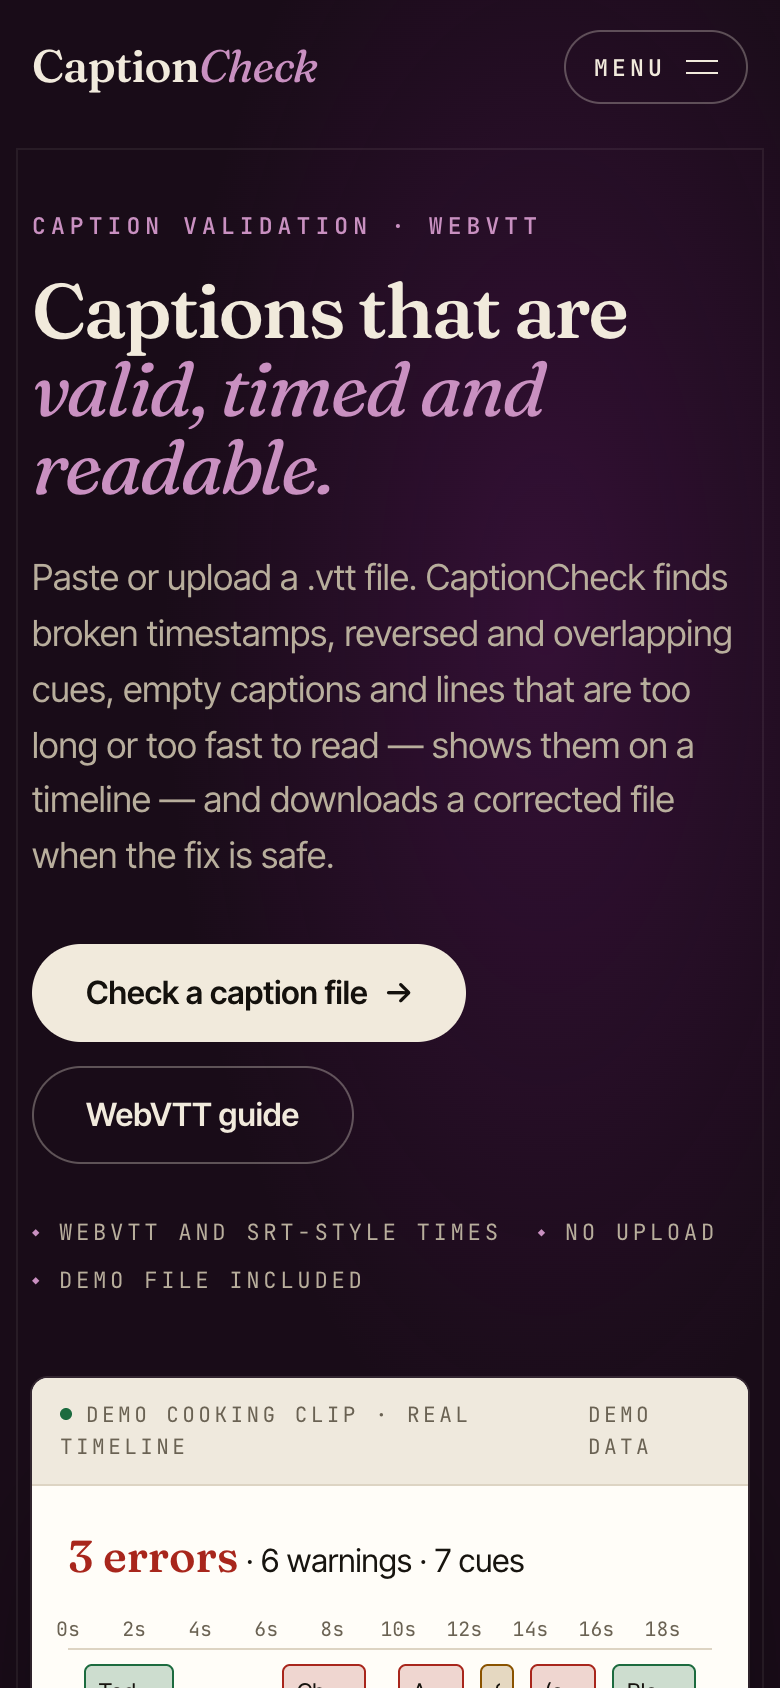 CaptionCheck
MENU
CAPTION VALIDATION · WEBVTT
Captions that are
valid, timed and
readable.
Paste or upload a .vtt file. CaptionCheck finds
broken timestamps, reversed and overlapping
cues, empty captions and lines that are too
long or too fast to read — shows them on a
timeline — and downloads a corrected file
when the fix is safe.
Check a caption file →
WebVTT guide
WEBVTT AND SRT-STYLE TIMES
NO UPLOAD
DEMO FILE INCLUDED
DEMO COOKING CLIP · REAL
TIMELINE
DEMO
DATA
3 errors · 6 warnings · 7 cues
0s 2s 4s 6s 8s 10s 12s 14s 16s 18s